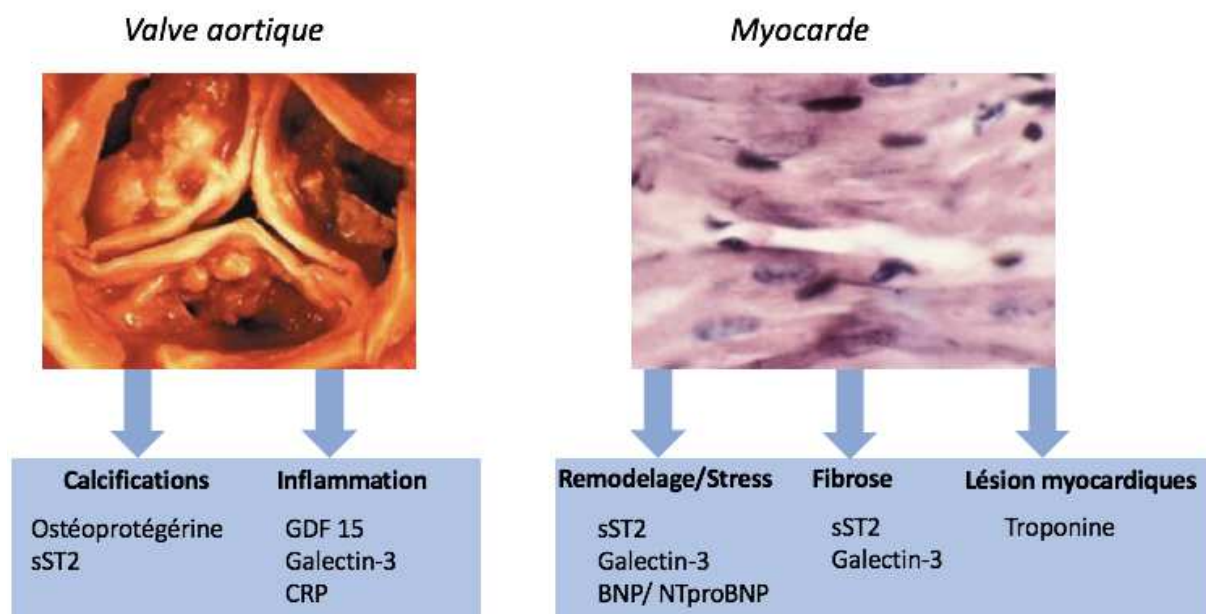 Valve aortique
Myocarde
Calcifications
Ostéoprotégérine
sST2
Inflammation
GDF 15
Galectin-3
CRP
Remodelage/Stress
sST2
Galectin-3
BNP/ NTproBNP
Fibrose
sST2
Galectin-3
Lésion myocardiques
Troponine